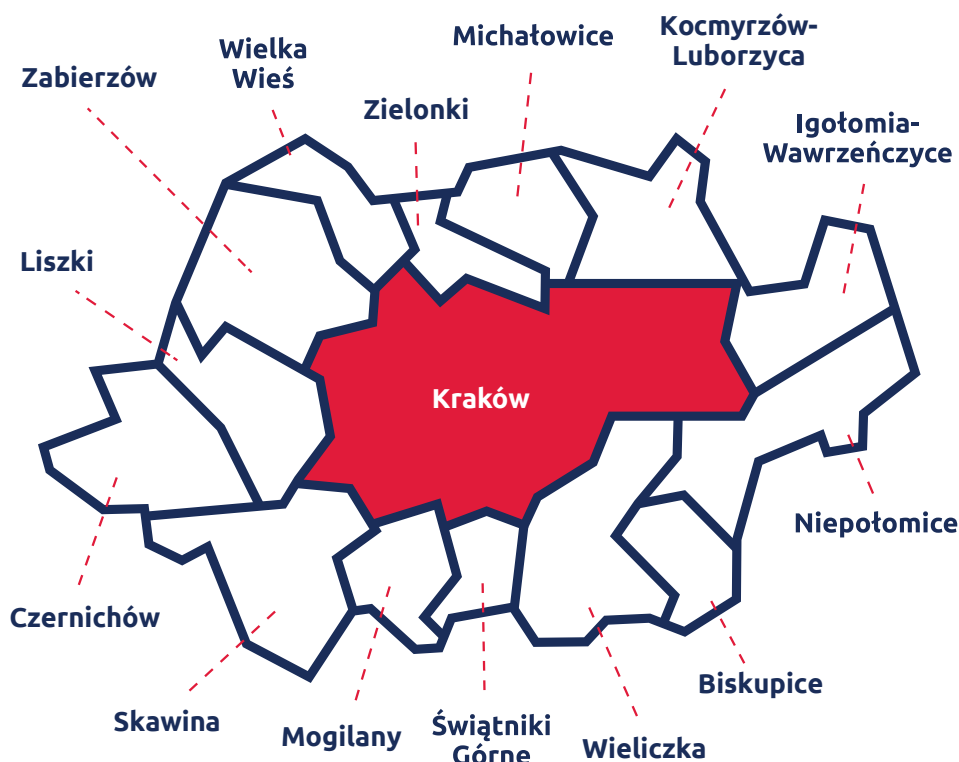 Kocmyrzów-
Luborzyca
Michałowice
Wielka
Wieś
Zabierzów
Zielonki
Igołomia-
Wawrzeńczyce
Liszki
Kraków
Niepołomice
Czernichów
Biskupice
Skawina
Mogilany
Świątniki
Górne
Wieliczka